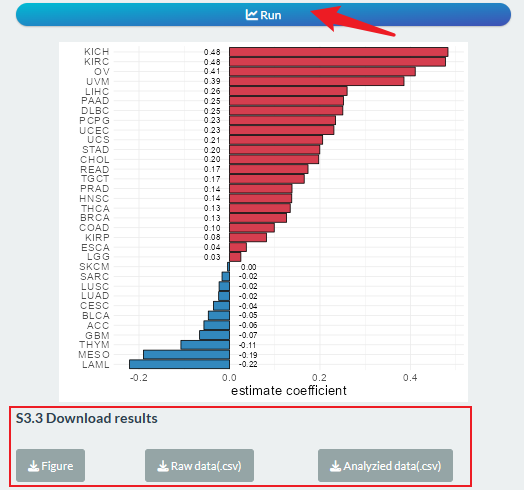 Run
KICH 0.48
KIRC 0.48
OV 0.41
UVM 0.39
LIHC 0.26
PAAD 0.25
DLBC 0.25
PCPG 0.23
UCEC 0.23
UCS 0.21
STAD 0.20
CHOL 0.20
READ 0.17
TGCT 0.17
PRAD 0.14
HNSC 0.14
THCA 0.13
BRCA 0.13
COAD 0.10
KIRP 0.08
ESCA 0.04
LGG 0.03
SKCM 0.00
SARC -0.02
LUSC -0.02
LUAD -0.02
CESC -0.04
BLCA -0.05
ACC -0.06
GBM -0.07
THYM -0.11
MESO -0.19
LAML -0.22
-0.2 0.0 0.2 0.4
estimate coefficient
S3.3 Download results
Figure Raw data(.csv) Analyzied data(.csv)